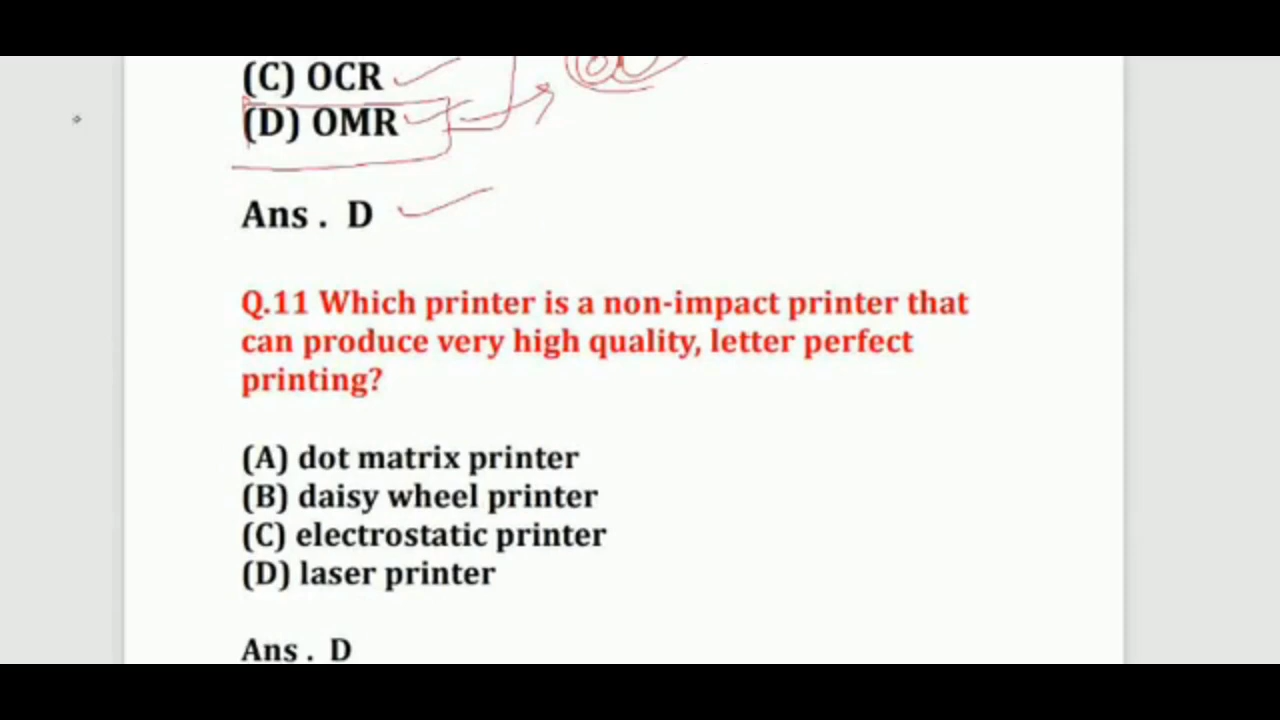 (C) OCR
(D) OMR
Ans . D
Q.11 Which printer is a non-impact printer that
can produce very high quality, letter perfect
printing?
(A) dot matrix printer
(B) daisy wheel printer
(C) electrostatic printer
(D) laser printer
Ans . D